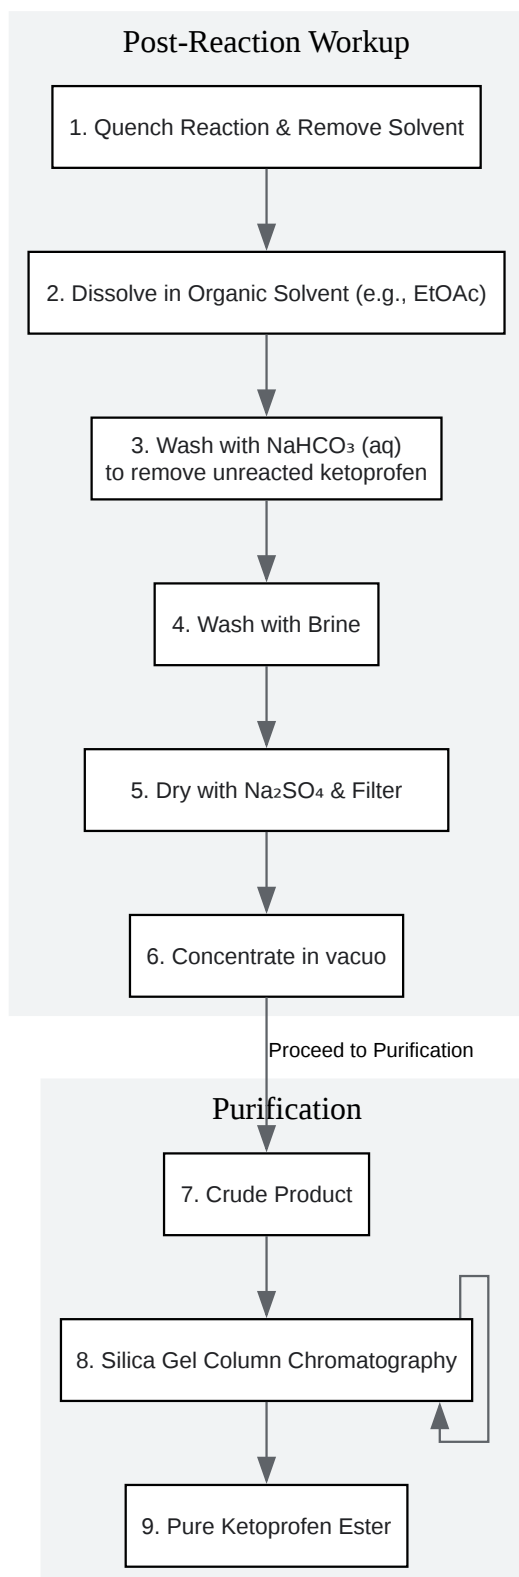 Post-Reaction Workup
1. Quench Reaction & Remove Solvent
2. Dissolve in Organic Solvent (e.g., EtOAc)
3. Wash with NaHCO₃ (aq)
to remove unreacted ketoprofen
4. Wash with Brine
5. Dry with Na₂SO₄ & Filter
6. Concentrate in vacuo
Proceed to Purification
Purification
7. Crude Product
8. Silica Gel Column Chromatography
9. Pure Ketoprofen Ester